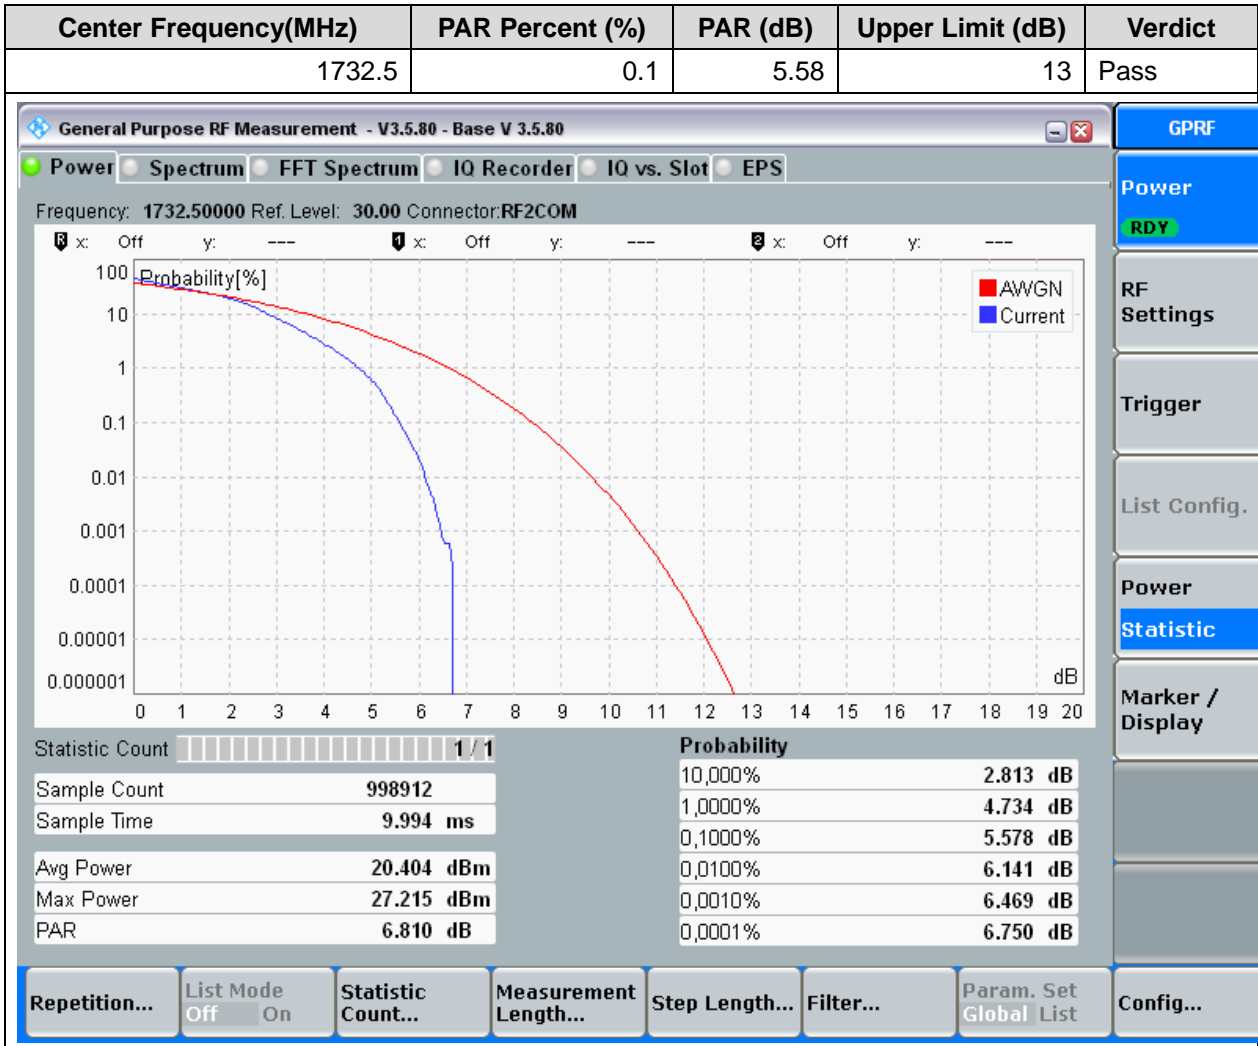 Center Frequency(MHz) PAR Percent (%) PAR (dB) Upper Limit (dB) Verdict
1732.5 0.1 5.58 13 Pass
General Purpose RF Measurement - V3.5.80 - Base V 3.5.80
GPRF
Power Spectrum FFT Spectrum IQ Recorder IQ vs. Slot EPS
Frequency: 1732.50000 Ref. Level: 30.00 Connector:RF2COM
R x: Off y: --- 1 x: Off y: --- 2 x: Off y: ---
Probability[%]
AWGN
Current
100
10
1
0.1
0.01
0.001
0.0001
0.00001
0.000001
dB
0 1 2 3 4 5 6 7 8 9 10 11 12 13 14 15 16 17 18 19 20
Statistic Count 1 / 1
Sample Count 998912
Sample Time 9.994 ms
Avg Power 20.404 dBm
Max Power 27.215 dBm
PAR 6.810 dB
Probability
10,000% 2.813 dB
1,0000% 4.734 dB
0,1000% 5.578 dB
0,0100% 6.141 dB
0,0010% 6.469 dB
0,0001% 6.750 dB
Power
RDY
RF
Settings
Trigger
List Config.
Power
Statistic
Marker /
Display
Repetition...
List Mode
Off On
Statistic
Count...
Measurement
Length...
Step Length...
Filter...
Param. Set
Global List
Config...